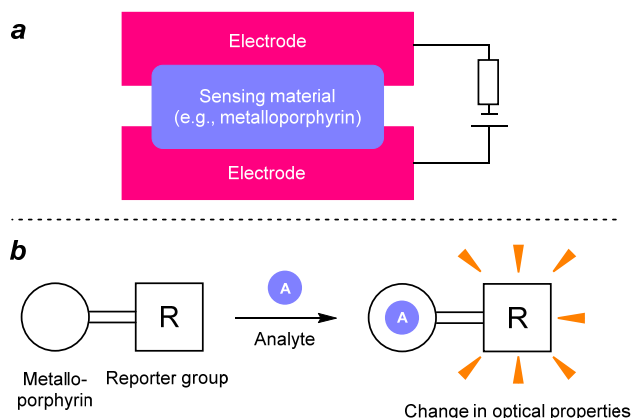 a
Electrode
Sensing material
(e.g., metalloporphyrin)
Electrode
b
A
R
Analyte
A
R
Metallo-
porphyrin
Reporter group
Change in optical properties